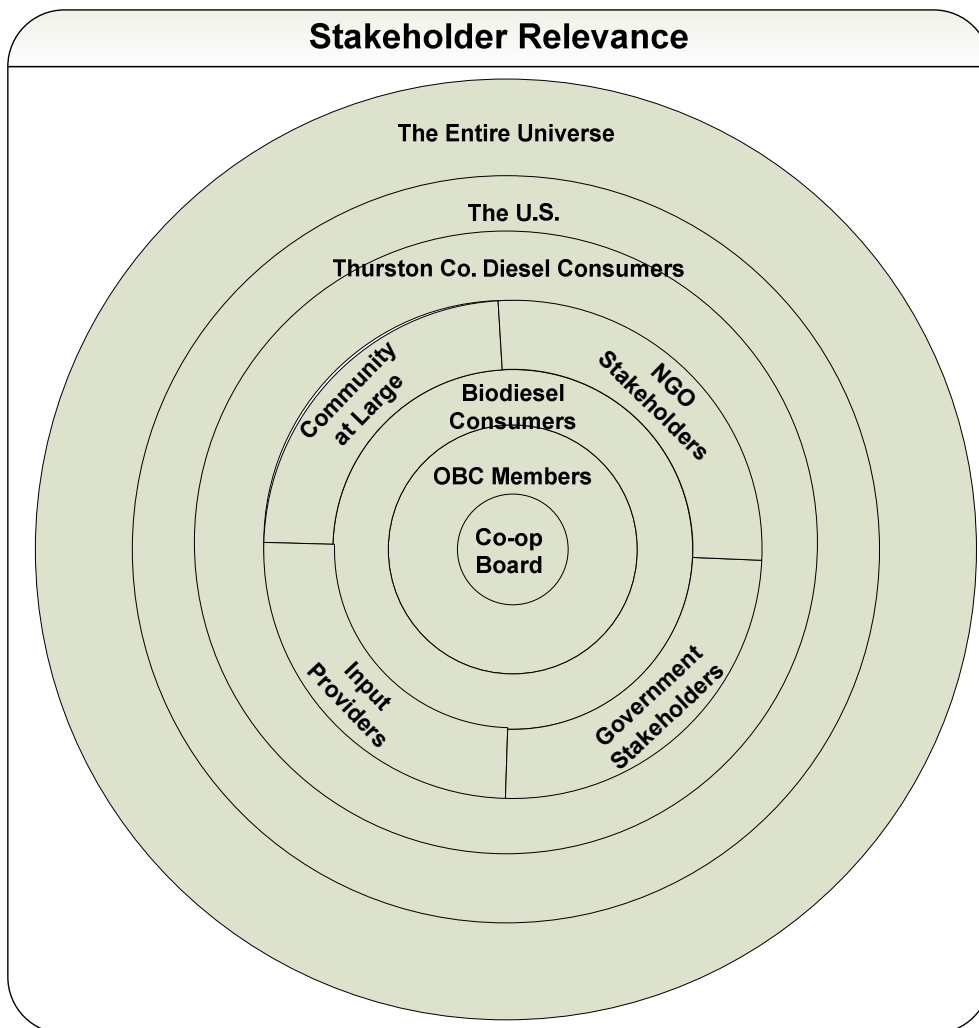 Stakeholder Relevance
The Entire Universe
The U.S.
Thurston Co. Diesel Consumers
Community
at Large
NGO
Stakeholders
Biodiesel
Consumers
OBC Members
Co-op
Board
Input
Providers
Government
Stakeholders